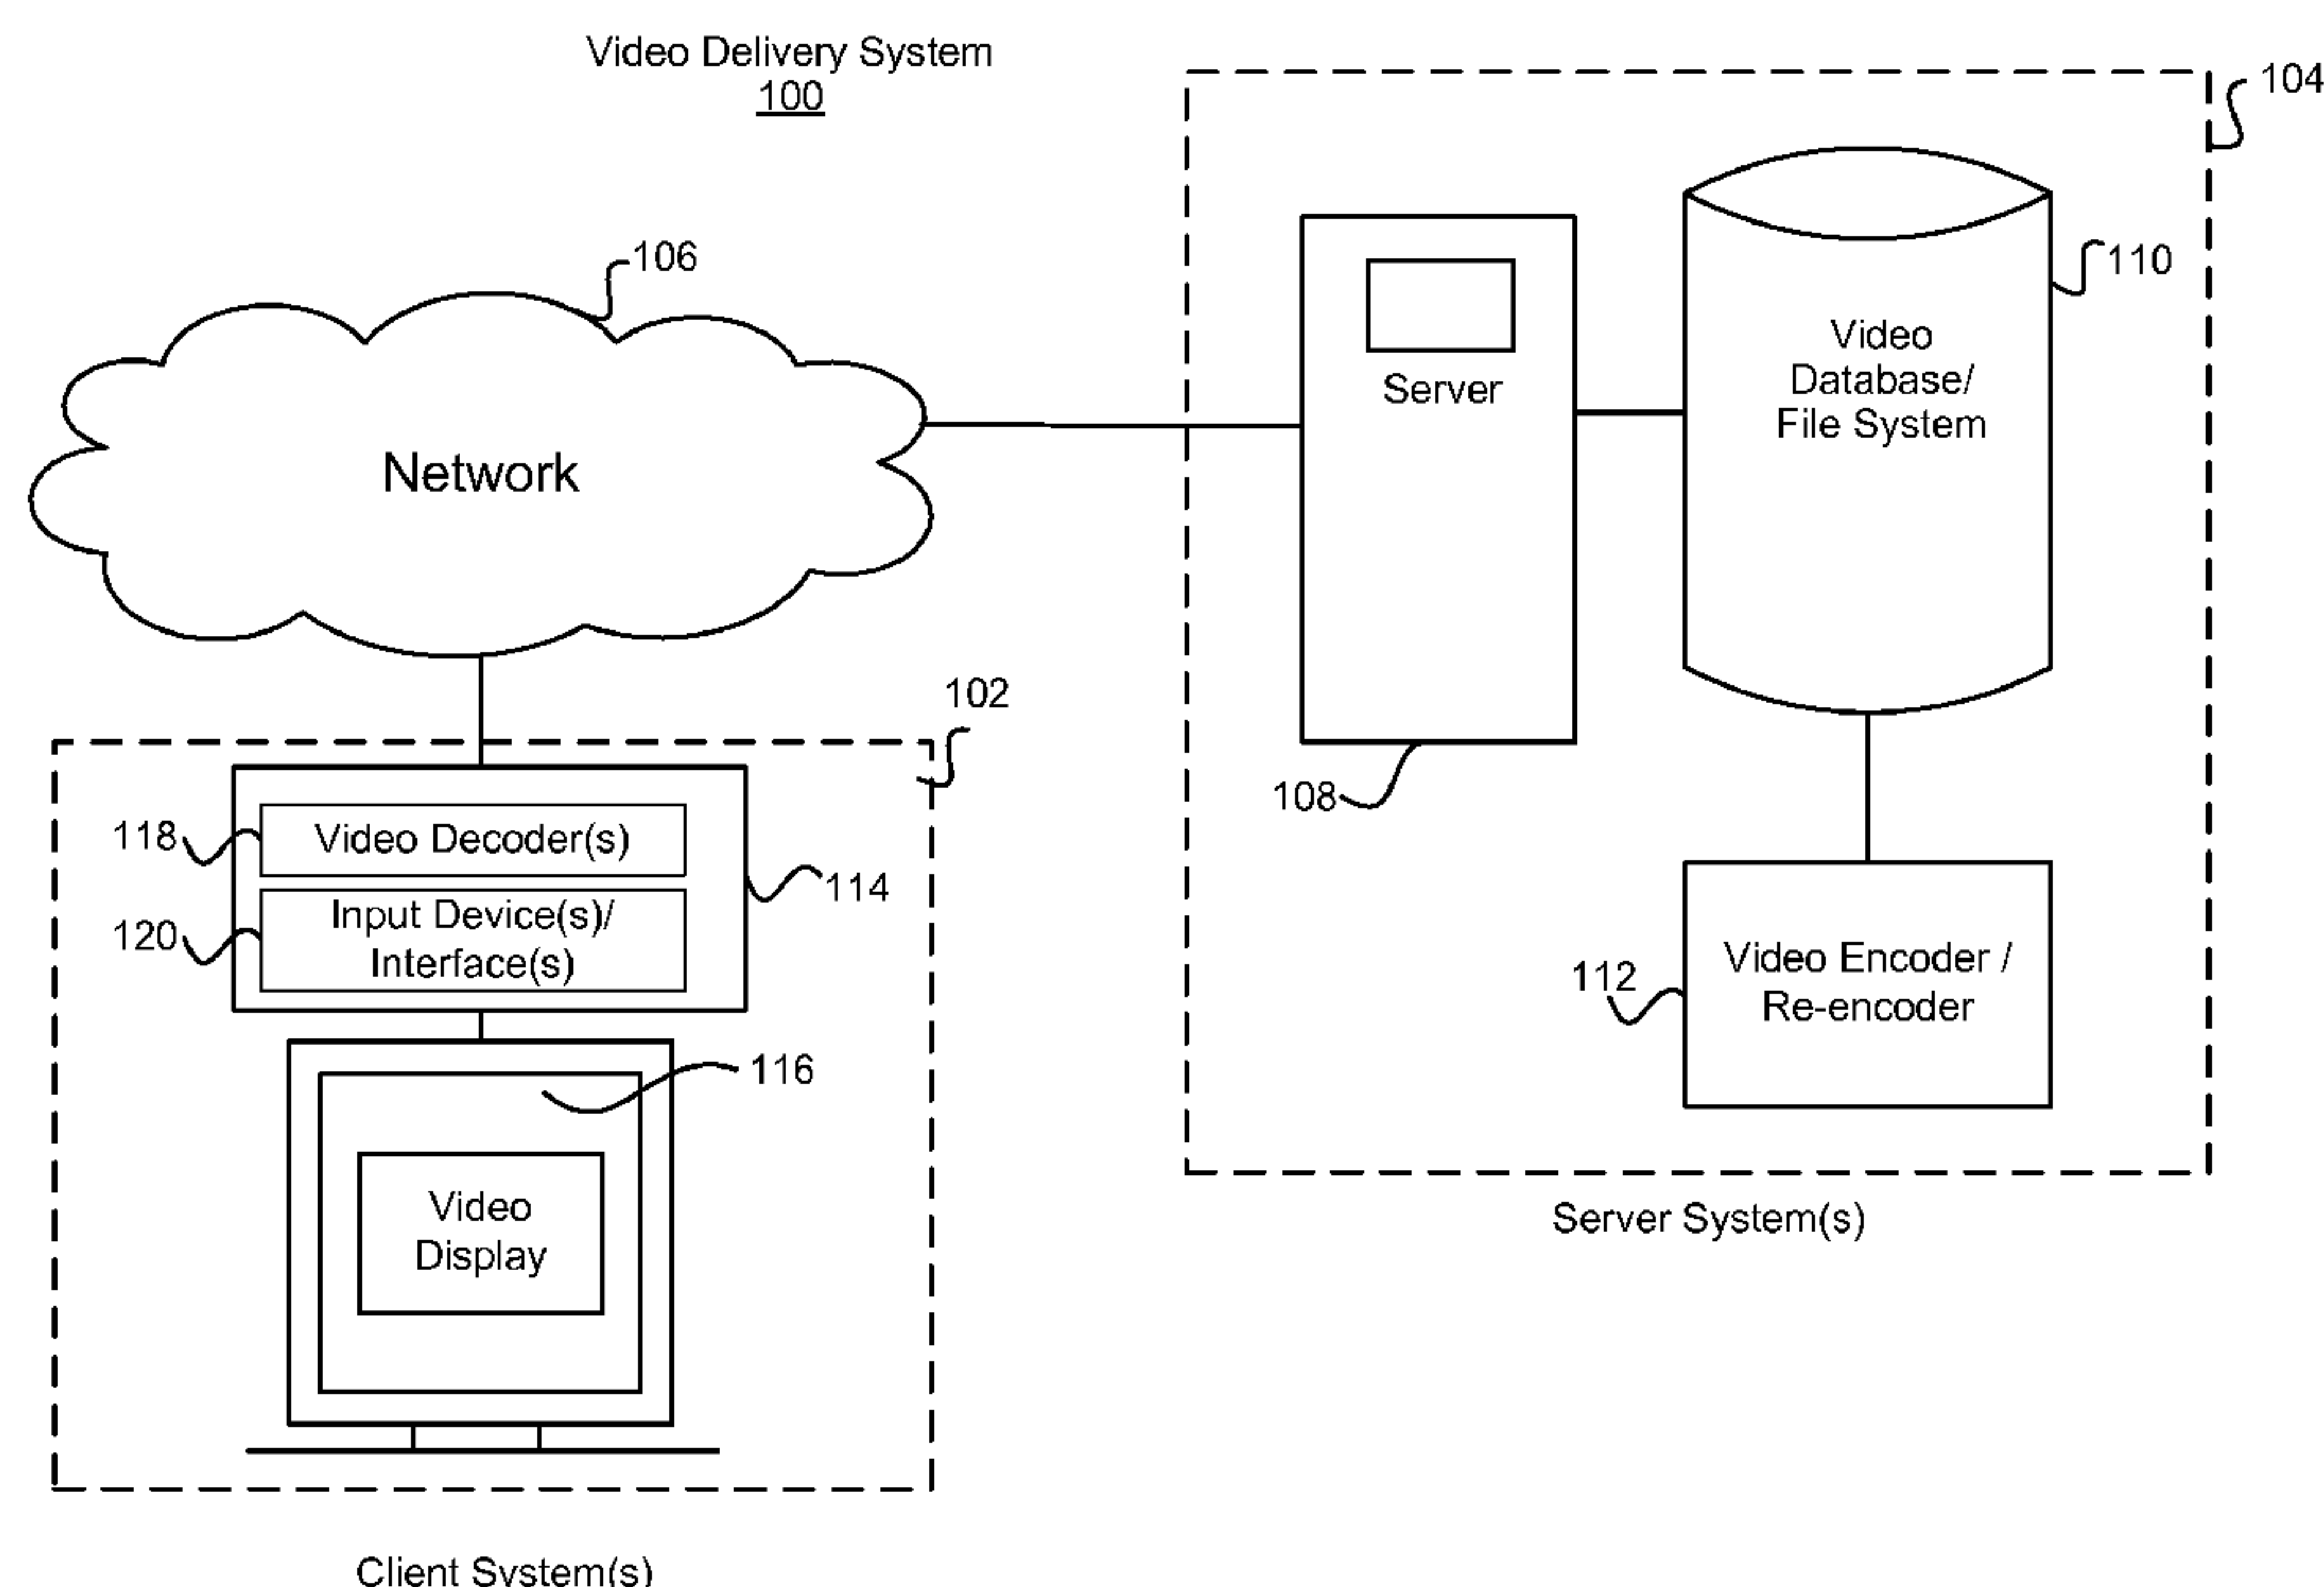 Video Delivery System
100
104
106
110
Server
Video
Database/
File System
Network
102
108
118
Video Decoder(s)
114
120
Input Device(s)/
Interface(s)
112
Video Encoder /
Re-encoder
116
Video
Display
Server System(s)
Client System(s)